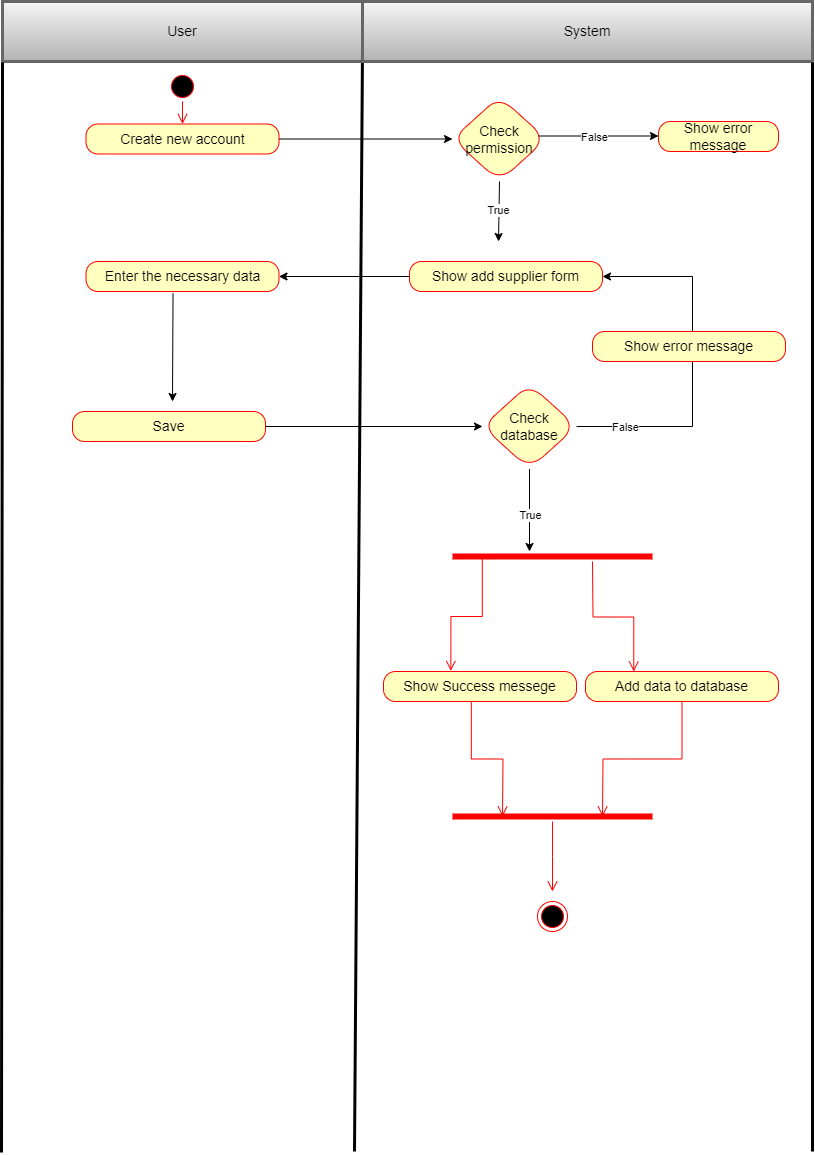 User
System
Create new account
Check
permission
False
Show error
message
True
Enter the necessary data
Show add supplier form
Show error message
Save
Check
database
False
True
Show Success messege
Add data to database